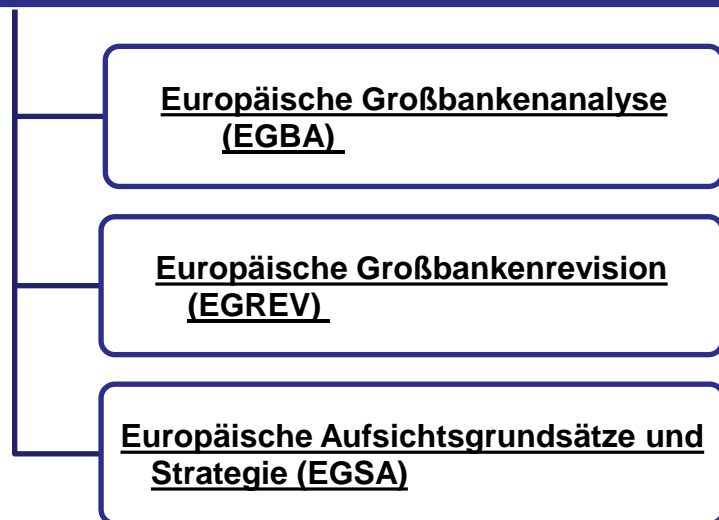 Europäische Großbankenanalyse
(EGBA)
Europäische Großbankenrevision
(EGREV)
Europäische Aufsichtsgrundsätze und
Strategie (EGSA)